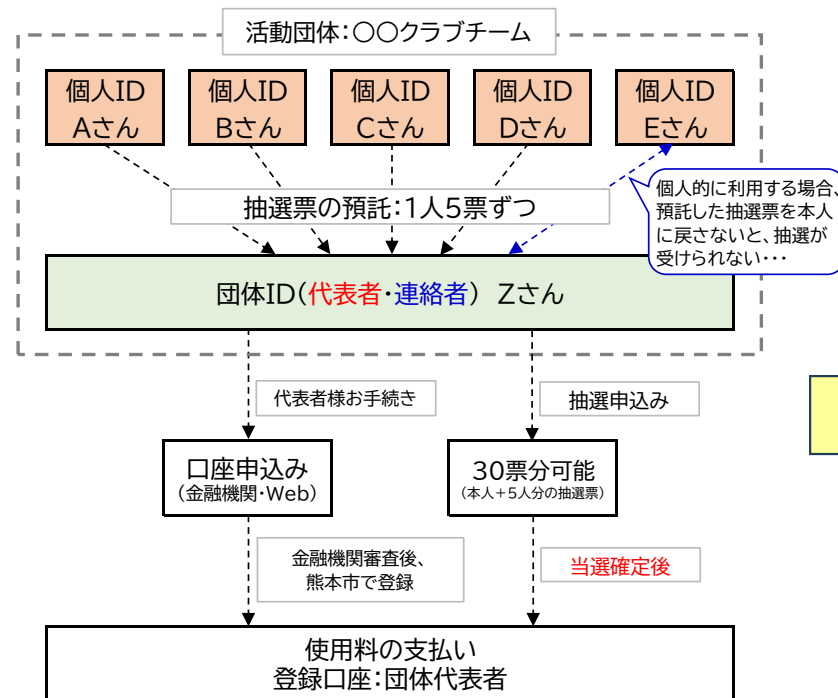 活動団体:〇〇クラブチーム
個人ID
Aさん
個人ID
Bさん
個人ID
Cさん
個人ID
Dさん
個人ID
Eさん
抽選票の預託:1人5票ずつ
個人的に利用する場合、
預託した抽選票を本人
に戻さないと、抽選が
受けられない・・・
団体ID(代表者・連絡者) Zさん
代表者様お手続き
抽選申込み
口座申込み
(金融機関・Web)
30票分可能
(本人+5人分の抽選票)
金融機関審査後、
熊本市で登録
当選確定後
使用料の支払い
登録口座:団体代表者